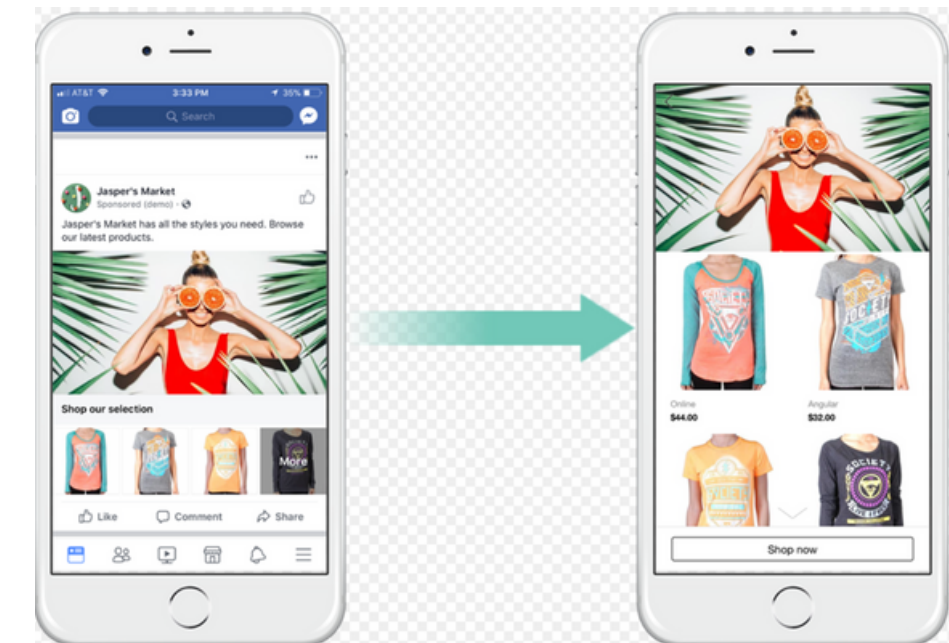 AT&T
3:33 PM
35%
Search
Jasper's Market
Sponsored (demo) ·
Jasper's Market has all the styles you need. Browse
our latest products.
Shop our selection
More
Like
Comment
Share
Online
$44.00
Angular
$32.00
SOCIETY
Shop now